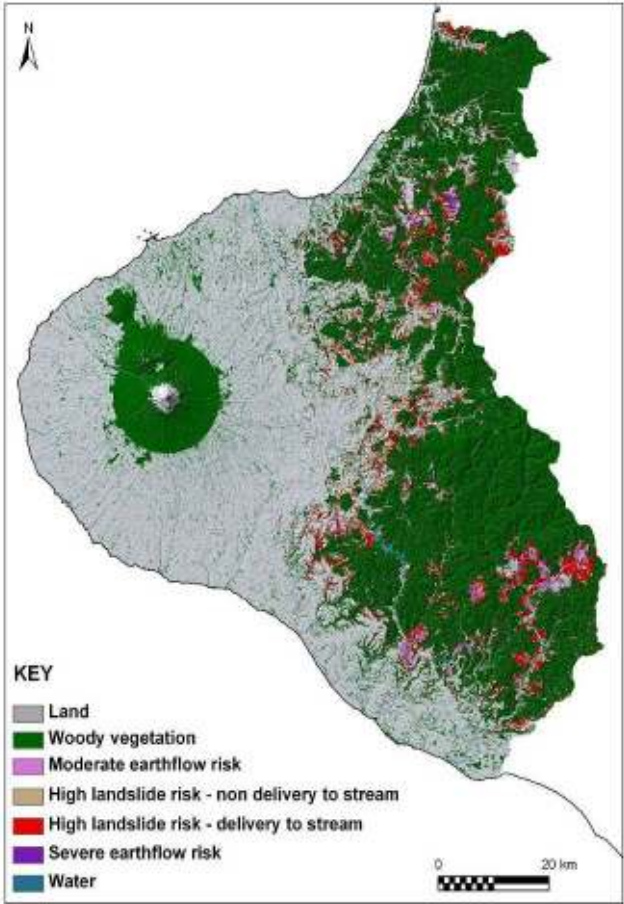 N
KEY
Land
Woody vegetation
Moderate earthflow risk
High landslide risk - non delivery to stream
High landslide risk - delivery to stream
Severe earthflow risk
Water
0 20 km